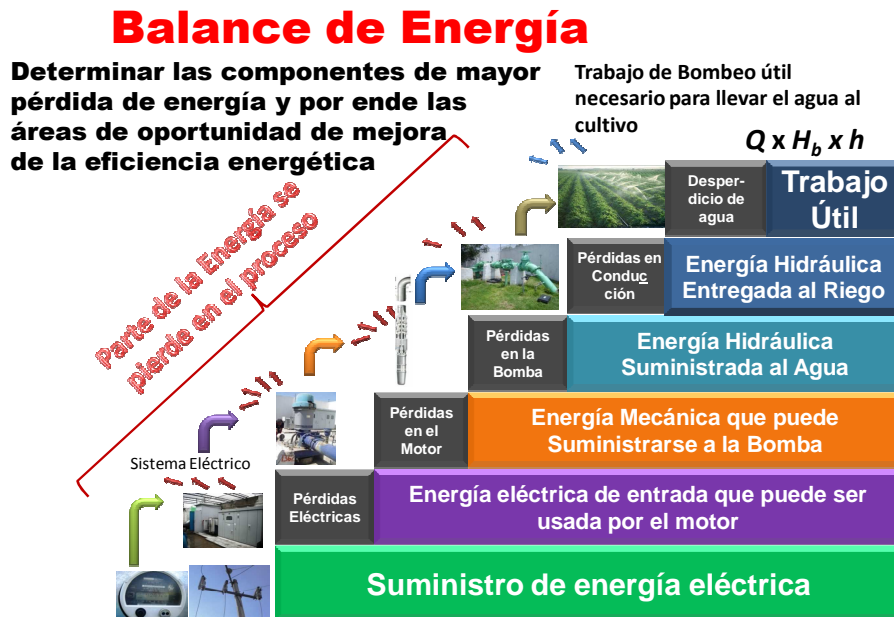 Balance de Energía
Determinar las componentes de mayor
pérdida de energía y por ende las
áreas de oportunidad de mejora
de la eficiencia energética
Trabajo de Bombeo útil
necesario para llevar el agua al
cultivo
Q x Hb x h
Parte de la Energía se
pierde en el proceso
Desper-
dicio de
agua
Trabajo
Útil
Pérdidas en
Conduc
ción
Energía Hidráulica
Entregada al Riego
Pérdidas
en la
Bomba
Energía Hidráulica
Suministrada al Agua
Pérdidas
en el
Motor
Energía Mecánica que puede
Suministrarse a la Bomba
Sistema Eléctrico
Pérdidas
Eléctricas
Energía eléctrica de entrada que puede ser
usada por el motor
Suministro de energía eléctrica